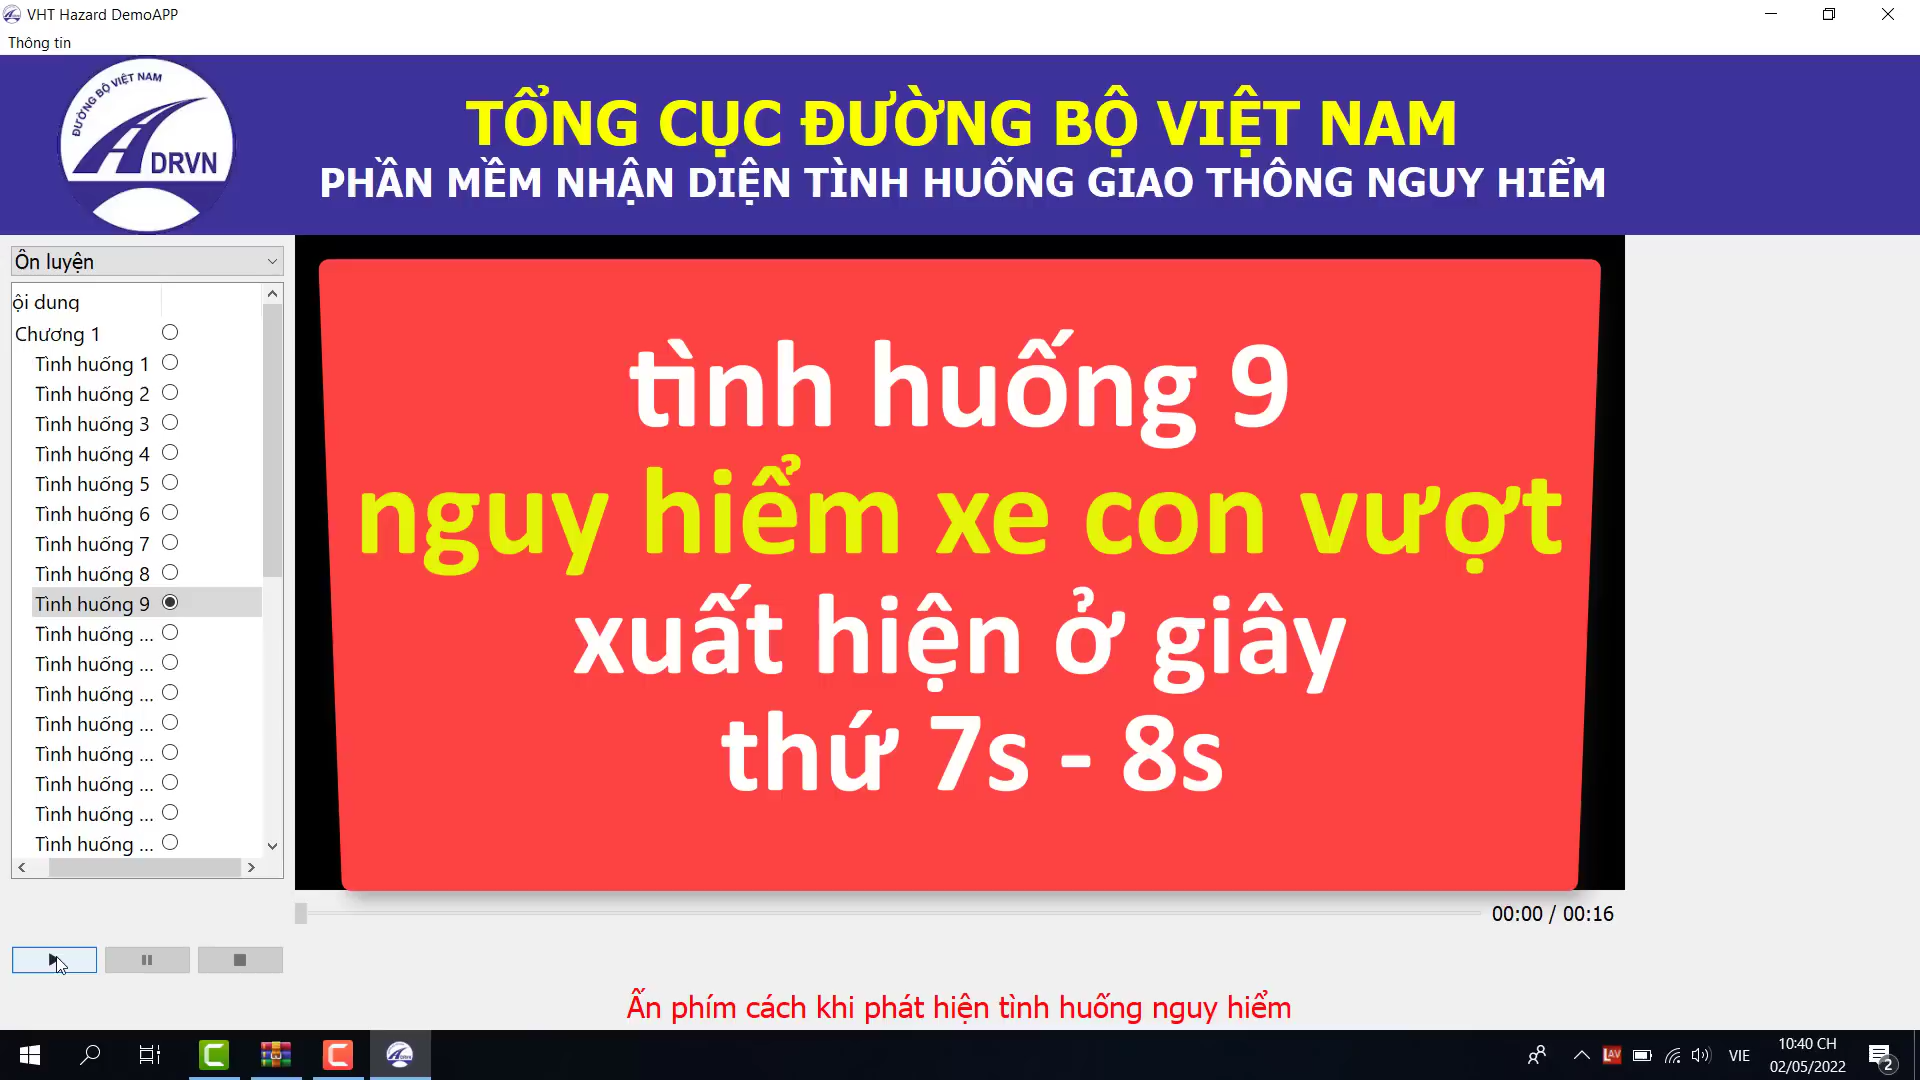 VHT Hazard DemoAPP
Thông tin
ĐƯỜNG BỘ VIỆT NAM
DRVN
TỔNG CỤC ĐƯỜNG BỘ VIỆT NAM
PHẦN MỀM NHẬN DIỆN TÌNH HUỐNG GIAO THÔNG NGUY HIỂM
Ôn luyện
ội dung
Chương 1
Tình huống 1
Tình huống 2
Tình huống 3
Tình huống 4
Tình huống 5
Tình huống 6
Tình huống 7
Tình huống 8
Tình huống 9
Tình huống ...
Tình huống ...
Tình huống ...
Tình huống ...
Tình huống ...
Tình huống ...
Tình huống ...
Tình huống ...
tình huống 9
nguy hiểm xe con vượt
xuất hiện ở giây
thứ 7s - 8s
00:00 / 00:16
Ấn phím cách khi phát hiện tình huống nguy hiểm
LAV
VIE
10:40 CH
02/05/2022
2